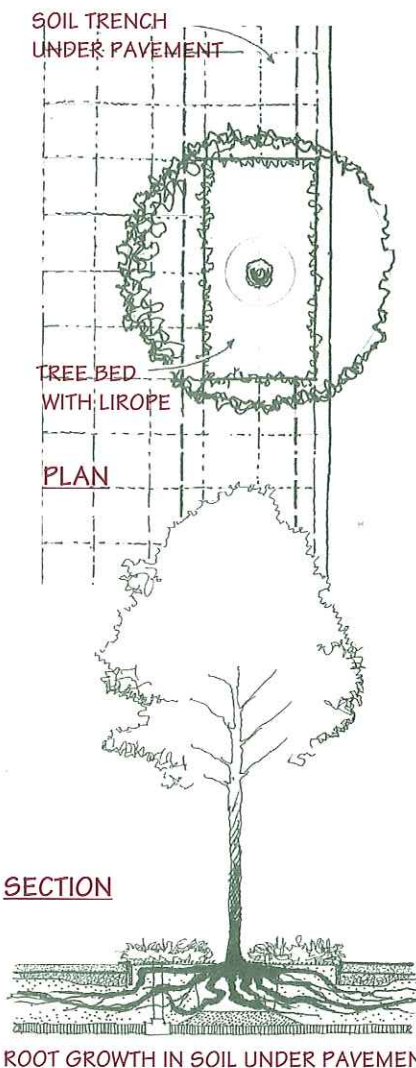 SOIL TRENCH
UNDER PAVEMENT
TREE BED
WITH LIROPE
PLAN
SECTION
ROOT GROWTH IN SOIL UNDER PAVEMEN